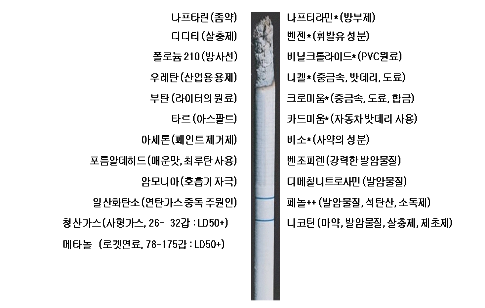 나프타린 (좀약)
디디티 (살충제)
폴로늄 210 (방사선)
우레탄 (산업용 용제)
부탄 (라이터의 원료)
타르 (아스팔트)
아세톤 (페인트 제거제)
포름알데히드 (매운맛, 최루탄 사용)
암모니아 (호흡기 자극)
일산화탄소 (연탄가스 중독 주원인)
청산가스 (사형가스, 26- 32갑 : LD50+)
메타놀 (로켓연료, 78-175갑 : LD50+)
나프티라민* (방부제)
벤젠* (휘발유 성분)
비닐크롤라이드* (PVC원료)
니켈* (중금속, 밧데리, 도료)
크로미움* (중금속, 도료, 합금)
카드미움* (자동차 밧데리 사용)
비소* (사약의 성분)
벤조피렌 (강력한 발암물질)
디메칠니트로사민 (발암물질)
페놀++ (발암물질, 석탄산, 소독제)
니코틴 (마약, 발암물질, 살충제, 제초제)